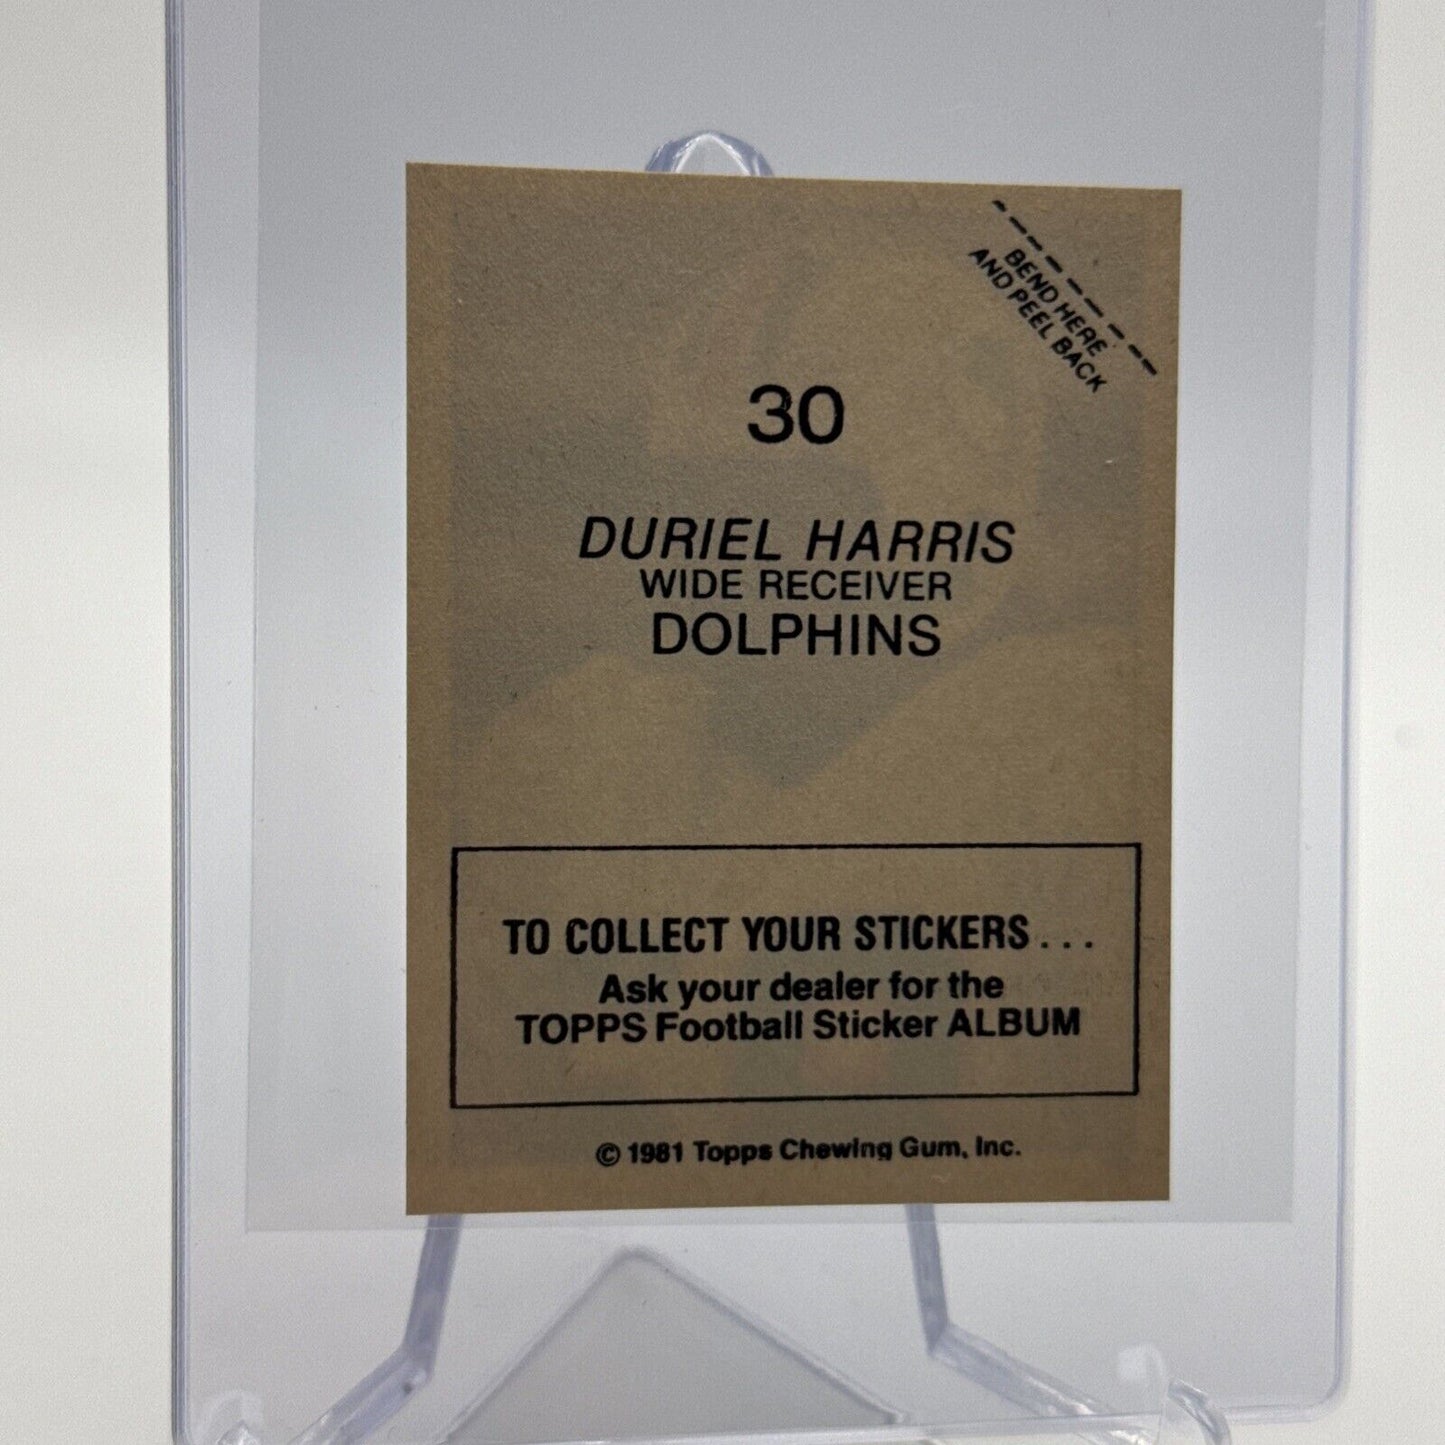 BEND HERE
AND PEEL BACK
30
DURIEL HARRIS
WIDE RECEIVER
DOLPHINS
TO COLLECT YOUR STICKERS . . .
Ask your dealer for the
TOPPS Football Sticker ALBUM
© 1981 Topps Chewing Gum, Inc.